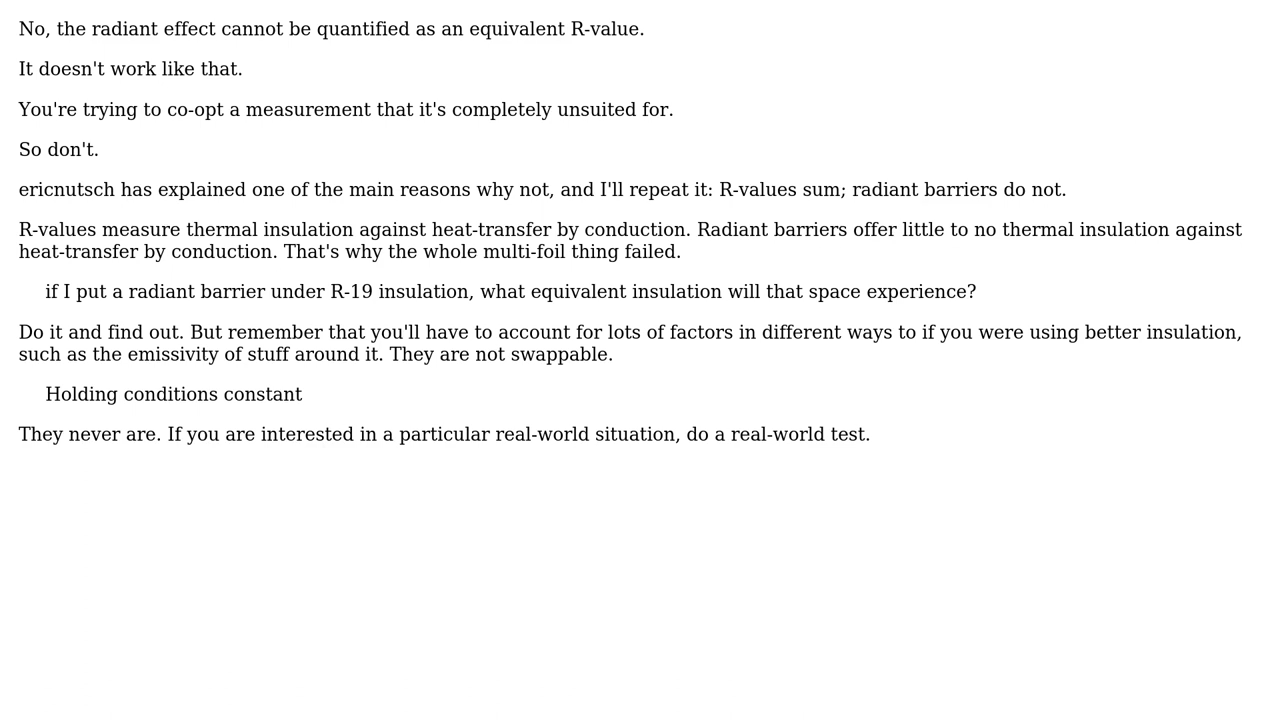 No, the radiant effect cannot be quantified as an equivalent R-value.
It doesn't work like that.
You're trying to co-opt a measurement that it's completely unsuited for.
So don't.
ericnutsch has explained one of the main reasons why not, and I'll repeat it: R-values sum; radiant barriers do not.
R-values measure thermal insulation against heat-transfer by conduction. Radiant barriers offer little to no thermal insulation against
heat-transfer by conduction. That's why the whole multi-foil thing failed.
if I put a radiant barrier under R-19 insulation, what equivalent insulation will that space experience?
Do it and find out. But remember that you'll have to account for lots of factors in different ways to if you were using better insulation,
such as the emissivity of stuff around it. They are not swappable.
Holding conditions constant
They never are. If you are interested in a particular real-world situation, do a real-world test.